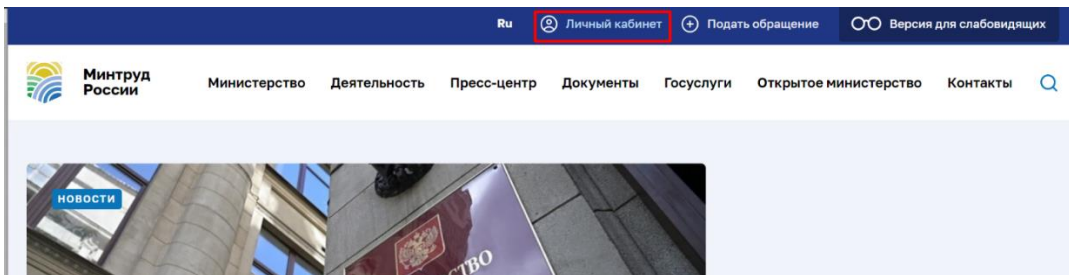 Ru Личный кабинет Подать обращение Версия для слабовидящих
Минтруд
России
Министерство Деятельность Пресс-центр Документы Госуслуги Открытое министерство Контакты
НОВОСТИ